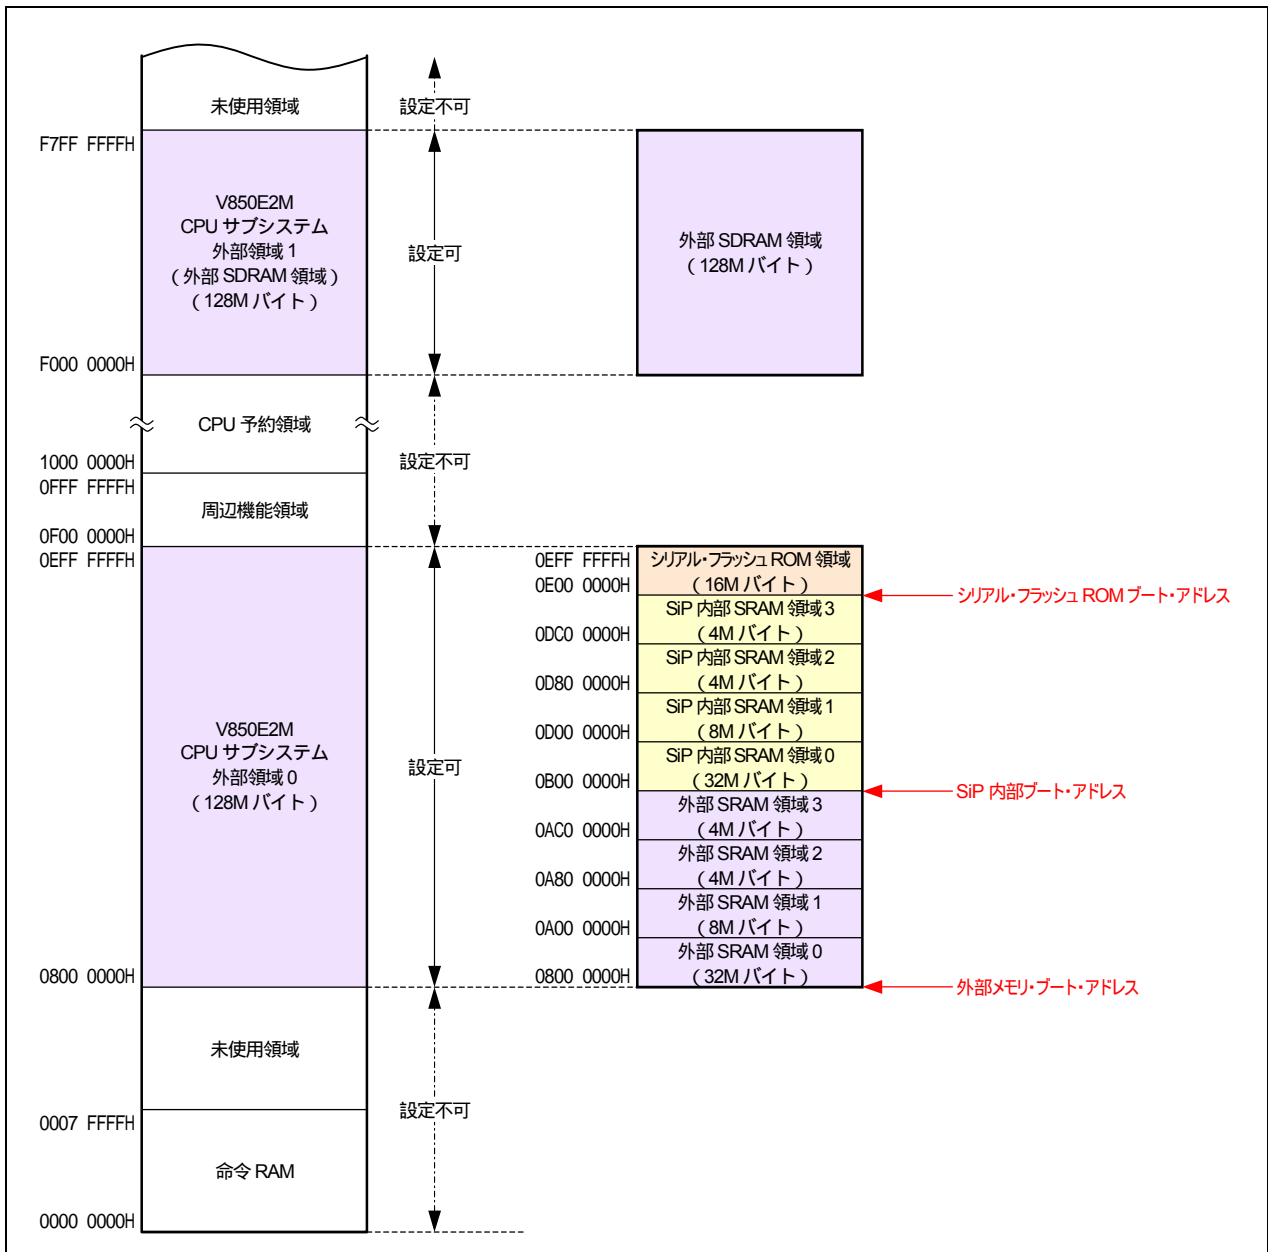 未使用領域
設定不可
F7FF FFFFH
V850E2M
CPU サブシステム
外部領域 1
（外部 SDRAM 領域）
（128M バイト）
設定可
外部 SDRAM 領域
（128M バイト）
F000 0000H
CPU 予約領域
設定不可
1000 0000H
0FFF FFFFH
周辺機能領域
0F00 0000H
0EFF FFFFH
0EFF FFFFH
シリアル・フラッシュ ROM 領域
0E00 0000H
（16M バイト）
シリアル・フラッシュ ROM ブート・アドレス
SiP 内部 SRAM 領域 3
0DC0 0000H
（4M バイト）
SiP 内部 SRAM 領域 2
0D80 0000H
（4M バイト）
SiP 内部 SRAM 領域 1
0D00 0000H
（8M バイト）
SiP 内部 SRAM 領域 0
0B00 0000H
（32M バイト）
SiP 内部ブート・アドレス
V850E2M
CPU サブシステム
外部領域 0
（128M バイト）
設定可
外部 SRAM 領域 3
0AC0 0000H
（4M バイト）
外部 SRAM 領域 2
0A80 0000H
（4M バイト）
外部 SRAM 領域 1
0A00 0000H
（8M バイト）
外部 SRAM 領域 0
0800 0000H
0800 0000H
（32M バイト）
外部メモリ・ブート・アドレス
未使用領域
設定不可
0007 FFFFH
命令 RAM
0000 0000H